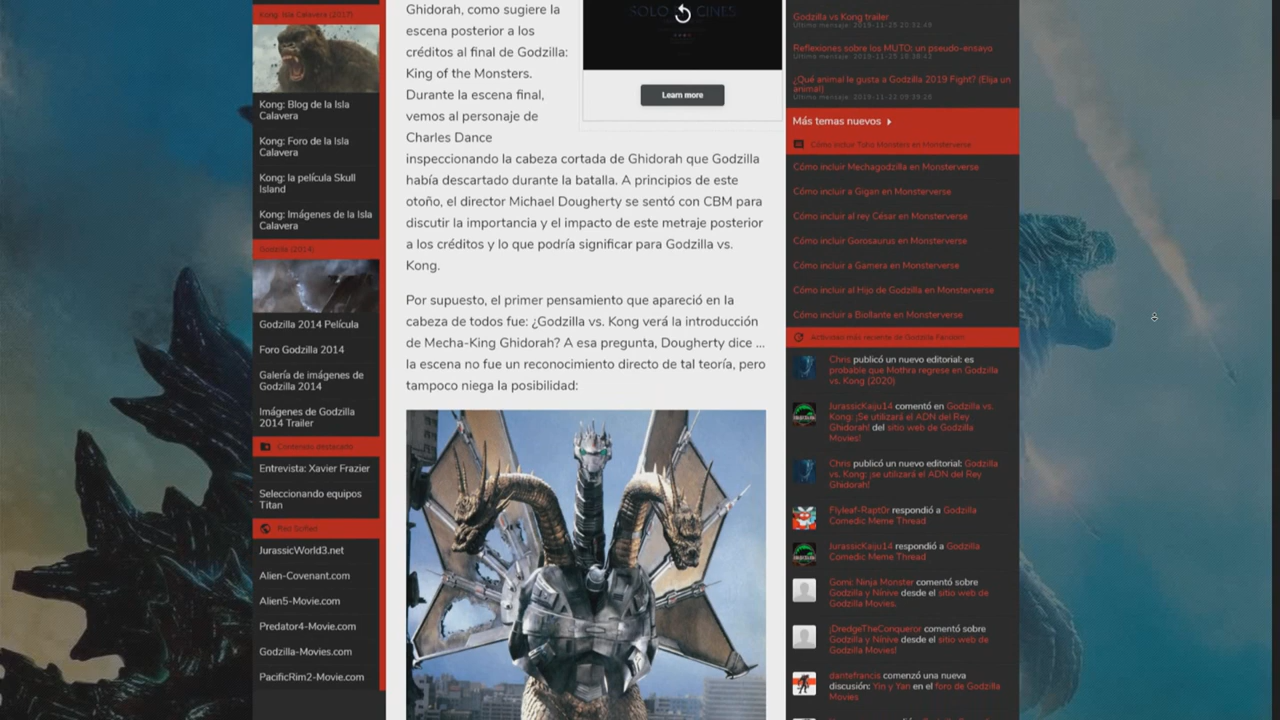 Kong: Isla Calavera (2017)
Kong: Blog de la Isla
Calavera
Kong: Foro de la Isla
Calavera
Kong: la película Skull
Island
Kong: Imágenes de la Isla
Calavera
Godzilla (2014)
Godzilla 2014 Película
Foro Godzilla 2014
Galería de imágenes de
Godzilla 2014
Imágenes de Godzilla
2014 Trailer
Contenido destacado
Entrevista: Xavier Frazier
Seleccionando equipos
Titan
Red Scified
JurassicWorld3.net
Alien-Covenant.com
Alien5-Movie.com
Predator4-Movie.com
Godzilla-Movies.com
PacificRim2-Movie.com
Ghidorah, como sugiere la
escena posterior a los
créditos al final de Godzilla:
King of the Monsters.
Durante la escena final,
vemos al personaje de
Charles Dance
inspeccionando la cabeza cortada de Ghidorah que Godzilla
había descartado durante la batalla. A principios de este
otoño, el director Michael Dougherty se sentó con CBM para
discutir la importancia y el impacto de este metraje posterior
a los créditos y lo que podría significar para Godzilla vs.
Kong.
Por supuesto, el primer pensamiento que apareció en la
cabeza de todos fue: ¿Godzilla vs. Kong verá la introducción
de Mecha-King Ghidorah? A esa pregunta, Dougherty dice ...
la escena no fue un reconocimiento directo de tal teoría, pero
tampoco niega la posibilidad:
SOLO CINES
Learn more
Godzilla vs Kong trailer
Último mensaje: 2019-11-25 20:31:48
Reflexiones sobre los MUTO: un pseudo-ensayo
Último mensaje: 2019-11-25 18:38:42
¿Qué animal le gusta a Godzilla 2019 Fight? (Elija un
animal)
Último mensaje: 2019-11-22 09:39:26
Más temas nuevos
Cómo incluir Toho Monsters en Monsterverse
Cómo incluir Mechagodzilla en Monsterverse
Cómo incluir a Gigan en Monsterverse
Cómo incluir al rey César en Monsterverse
Cómo incluir Gorosaurus en Monsterverse
Cómo incluir a Gamera en Monsterverse
Cómo incluir al Hijo de Godzilla en Monsterverse
Cómo incluir a Biollante en Monsterverse
Actividad más reciente de Godzilla Fandom
Chris publicó un nuevo editorial: es
probable que Mothra regrese en Godzilla
vs. Kong (2020)
JurassicKaiju14 comentó en Godzilla vs.
Kong: ¡Se utilizará el ADN del Rey
Ghidorah! del sitio web de Godzilla
Movies!
Chris publicó un nuevo editorial: Godzilla
vs. Kong: ¡se utilizará el ADN del Rey
Ghidorah!
Flyleaf-Rapt0r respondió a Godzilla
Comedic Meme Thread
JurassicKaiju14 respondió a Godzilla
Comedic Meme Thread
Gomi: Ninja Monster comentó sobre
Godzilla y Nínive desde el sitio web de
Godzilla Movies.
¡DredgeTheConqueror comentó sobre
Godzilla y Nínive desde el sitio web de
Godzilla Movies!
dantefrancis comenzó una nueva
discusión: Yin y Yan en el foro de Godzilla
Movies